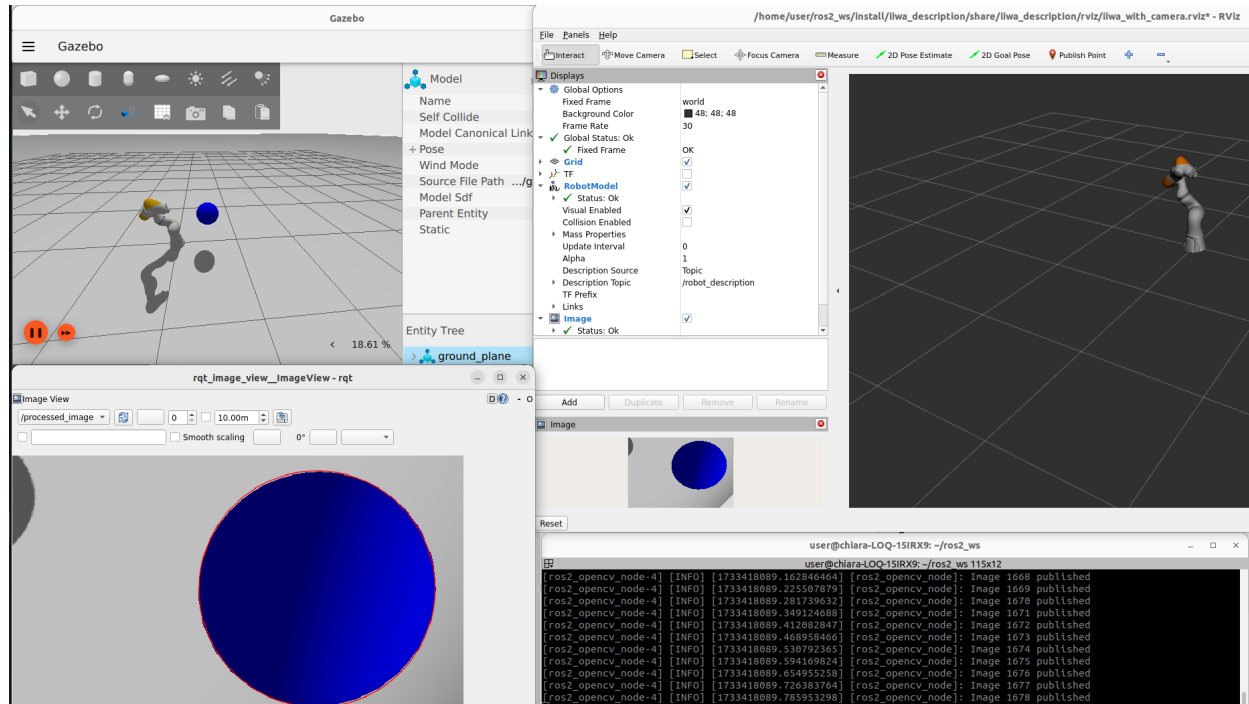 Gazebo
Gazebo
Model
Name
Self Collide
Model Canonical Link
+ Pose
Wind Mode
Source File Path .../g
Model Sdf
Parent Entity
Static
18.61 %
Entity Tree
ground_plane
/home/user/ros2_ws/install/iiwa_description/share/iiwa_description/rviz/iiwa_with_camera.rviz* - RViz
File Panels Help
Interact Move Camera Select Focus Camera Measure 2D Pose Estimate 2D Goal Pose Publish Point
Displays
Global Options
Fixed Frame world
Background Color 48; 48; 48
Frame Rate 30
Global Status: Ok
Fixed Frame OK
Grid
TF
RobotModel
Status: Ok
Visual Enabled
Collision Enabled
Mass Properties
Update Interval 0
Alpha 1
Description Source Topic
Description Topic /robot_description
TF Prefix
Links
Image
Status: Ok
Add Duplicate Remove Rename
Image
Reset
rqt_image_view__ImageView - rqt
Image View D - O
/processed_image 0 10.00m
Smooth scaling 0°
user@chiara-LOQ-15IRX9: ~/ros2_ws
user@chiara-LOQ-15IRX9: ~/ros2_ws 115x12
[ros2_opencv_node-4] [INFO] [1733418089.162846464] [ros2_opencv_node]: Image 1668 published
[ros2_opencv_node-4] [INFO] [1733418089.225507879] [ros2_opencv_node]: Image 1669 published
[ros2_opencv_node-4] [INFO] [1733418089.281739632] [ros2_opencv_node]: Image 1670 published
[ros2_opencv_node-4] [INFO] [1733418089.349124688] [ros2_opencv_node]: Image 1671 published
[ros2_opencv_node-4] [INFO] [1733418089.412082847] [ros2_opencv_node]: Image 1672 published
[ros2_opencv_node-4] [INFO] [1733418089.468958466] [ros2_opencv_node]: Image 1673 published
[ros2_opencv_node-4] [INFO] [1733418089.530792365] [ros2_opencv_node]: Image 1674 published
[ros2_opencv_node-4] [INFO] [1733418089.594169824] [ros2_opencv_node]: Image 1675 published
[ros2_opencv_node-4] [INFO] [1733418089.654955258] [ros2_opencv_node]: Image 1676 published
[ros2_opencv_node-4] [INFO] [1733418089.726383764] [ros2_opencv_node]: Image 1677 published
[ros2_opencv_node-4] [INFO] [1733418089.785953298] [ros2_opencv_node]: Image 1678 published